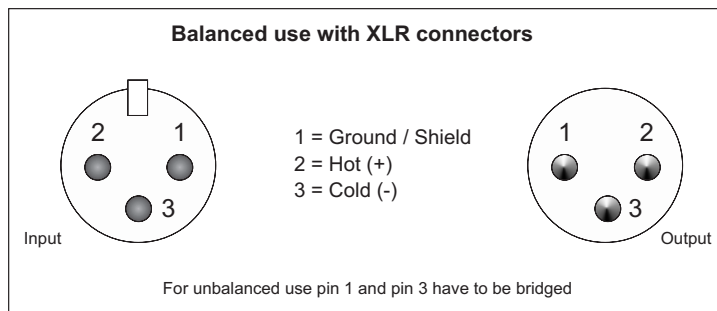 Balanced use with XLR connectors
2 1
3
Input
1 = Ground / Shield
2 = Hot (+)
3 = Cold (-)
1 2
3
Output
For unbalanced use pin 1 and pin 3 have to be bridged